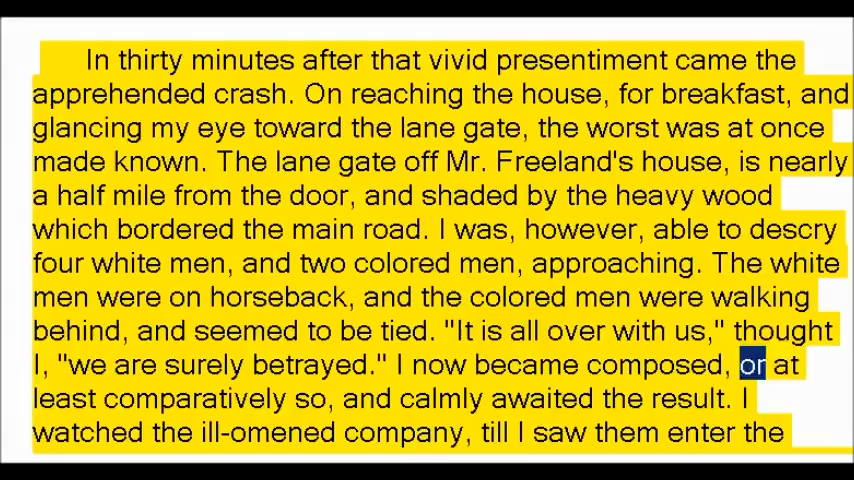 In thirty minutes after that vivid presentiment came the
apprehended crash. On reaching the house, for breakfast, and
glancing my eye toward the lane gate, the worst was at once
made known. The lane gate off Mr. Freeland's house, is nearly
a half mile from the door, and shaded by the heavy wood
which bordered the main road. I was, however, able to descry
four white men, and two colored men, approaching. The white
men were on horseback, and the colored men were walking
behind, and seemed to be tied. "It is all over with us," thought
I, "we are surely betrayed." I now became composed, or at
least comparatively so, and calmly awaited the result. I
watched the ill-omened company, till I saw them enter the